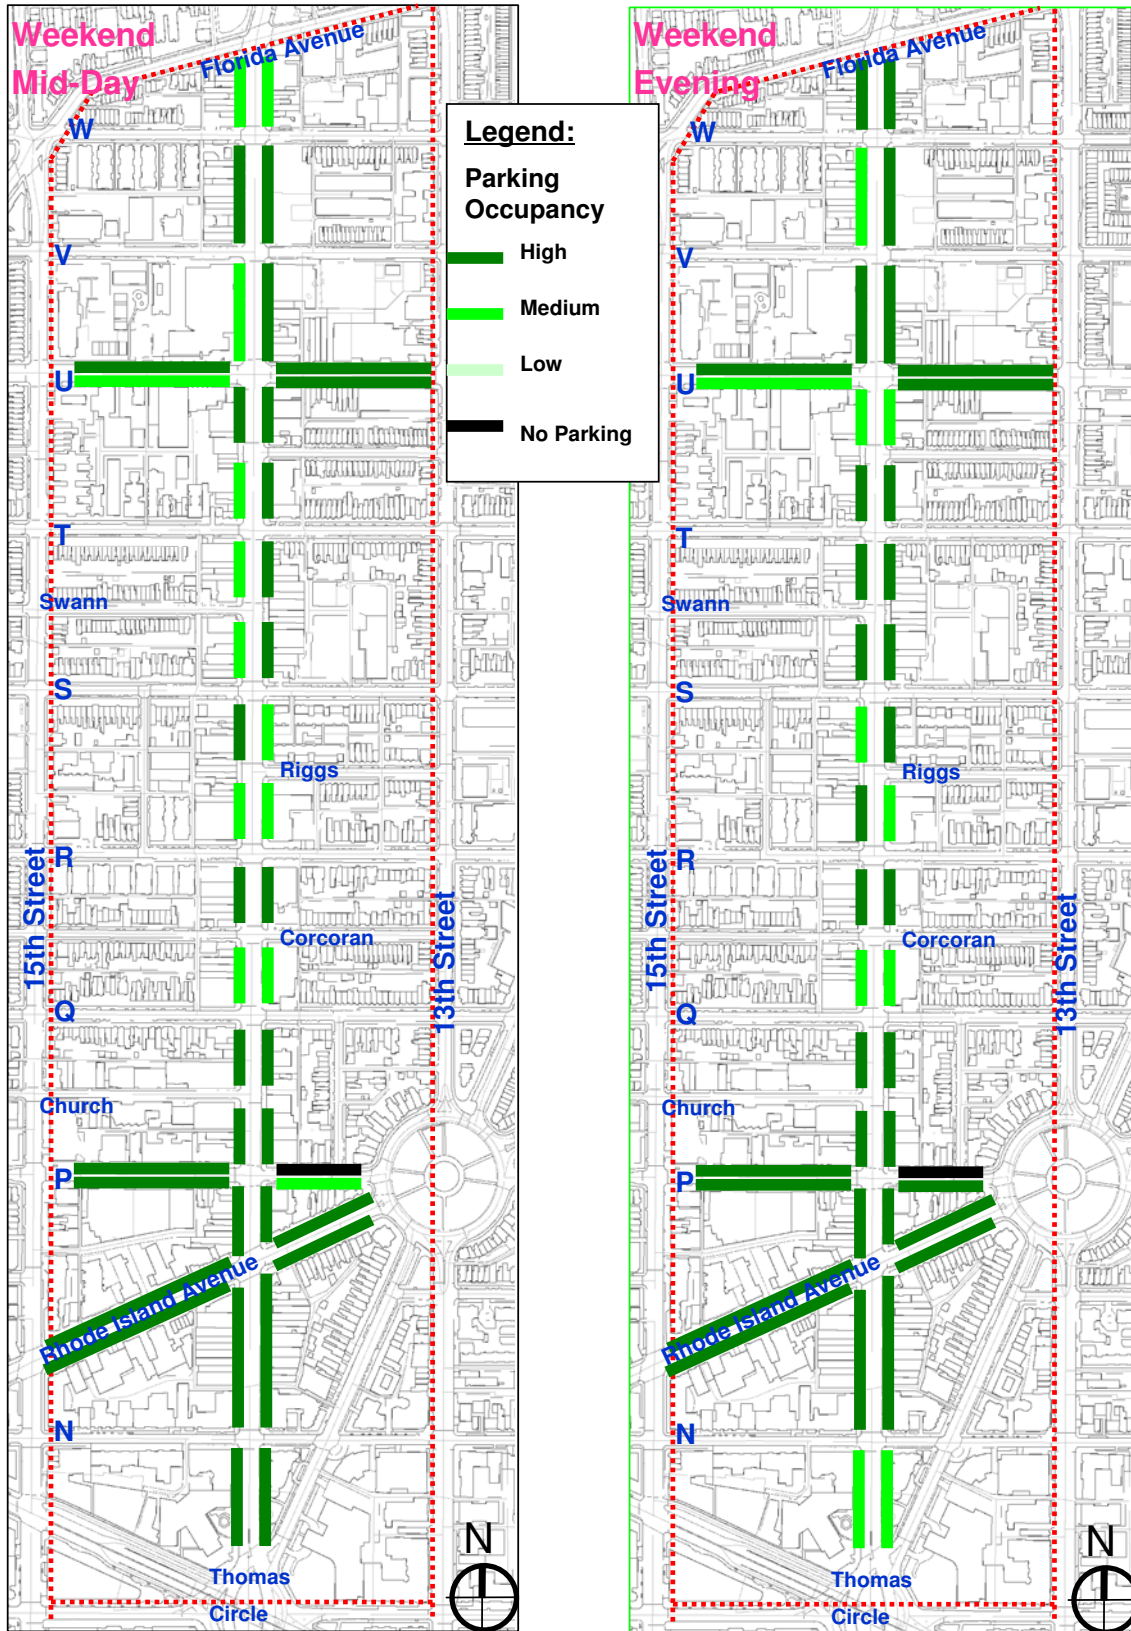 Weekend
Mid-Day
Florida Avenue
W
V
U
T
Swann
S
Riggs
R
15th Street
13th Street
Corcoran
Q
Church
P
Rhode Island Avenue
N
Thomas
Circle
N
Legend:
Parking
Occupancy
High
Medium
Low
No Parking
Weekend
Evening
Florida Avenue
W
V
U
T
Swann
S
Riggs
R
15th Street
13th Street
Corcoran
Q
Church
P
Rhode Island Avenue
N
Thomas
Circle
N